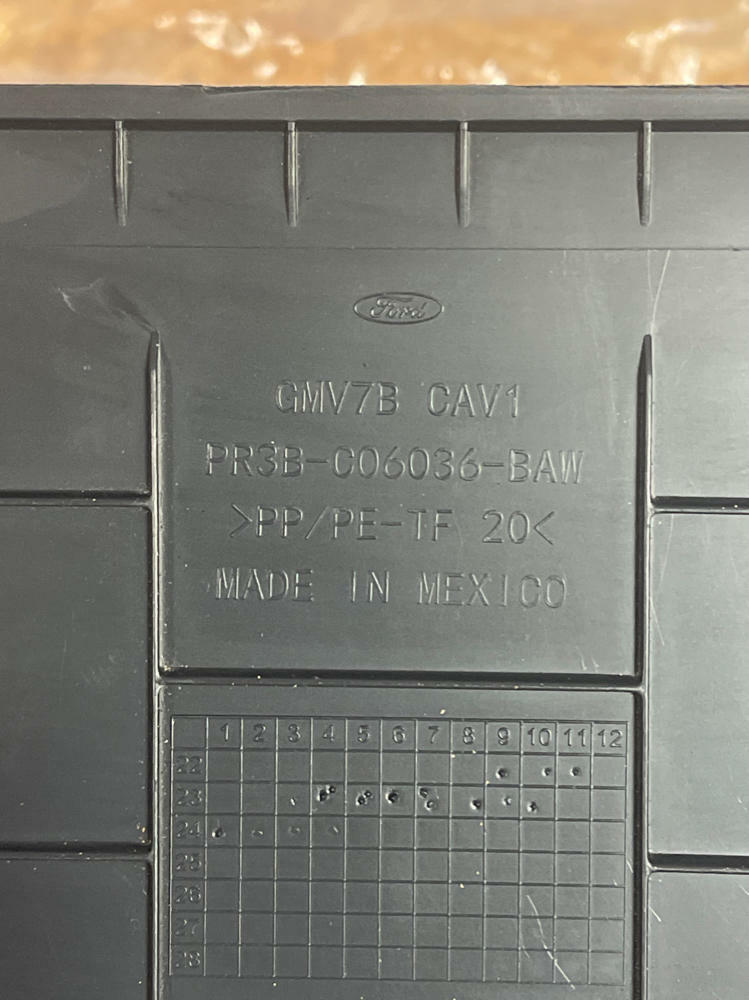 Ford
GMV7B CAV1
PR3B-C06036-BAW
>PP/PE-TF 20<
MADE IN MEXICO
1 2 3 4 5 6 7 8 9 10 11 12
22
23
24
25
26
27
28